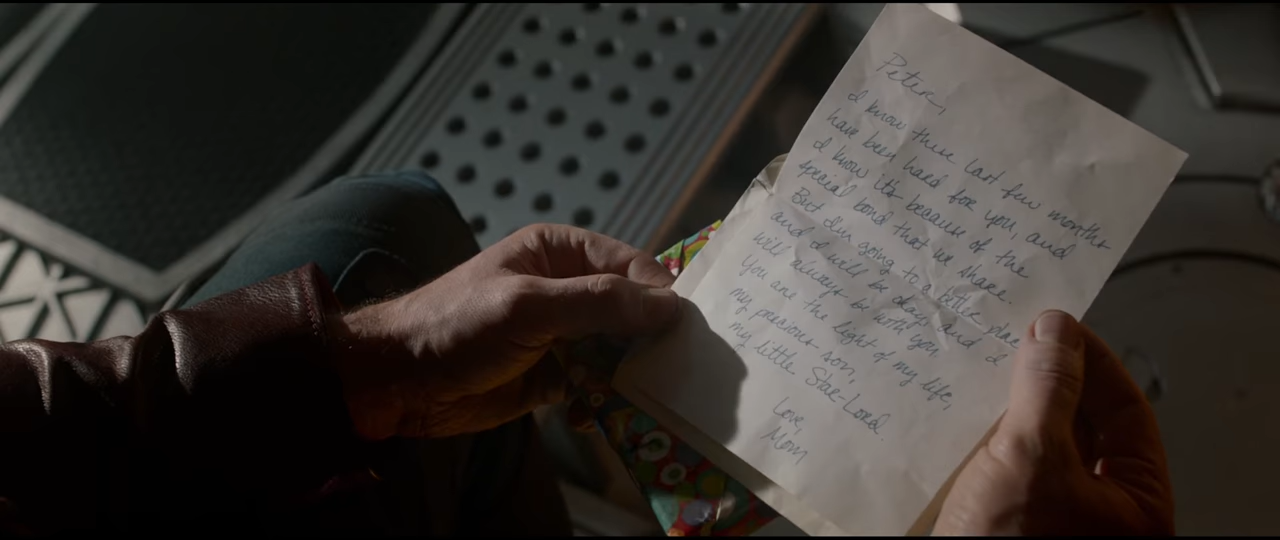 Peter,
I know these last few months
have been hard for you, and
I know it's because of the
special bond that we share.
But I'm going to a better place
and I will be okay and I
will always be with you.
You are the light of my life,
my precious son,
my little Star-Lord.
Love,
Mom